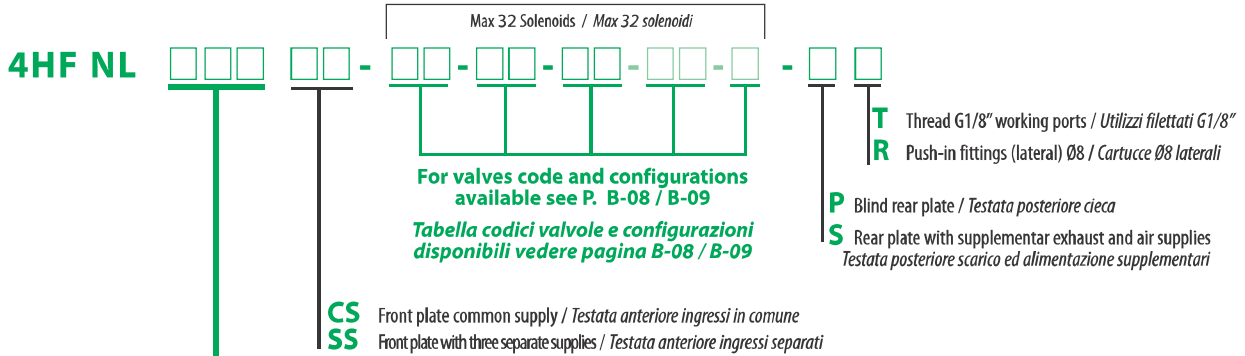 Max 32 Solenoids / Max 32 solenoidi
4HF NL - - - - - -
T Thread G1/8” working ports / Utilizzi filettati G1/8”
R Push-in fittings (lateral) Ø8 / Cartucce Ø8 laterali
For valves code and configurations
available see P. B-08 / B-09
Tabella codici valvole e configurazioni
disponibili vedere pagina B-08 / B-09
P Blind rear plate / Testata posteriore cieca
S Rear plate with supplementar exhaust and air supplies
Testata posteriore scarico ed alimentazione supplementari
CS Front plate common supply / Testata anteriore ingressi in comune
SS Front plate with three separate supplies / Testata anteriore ingressi separati